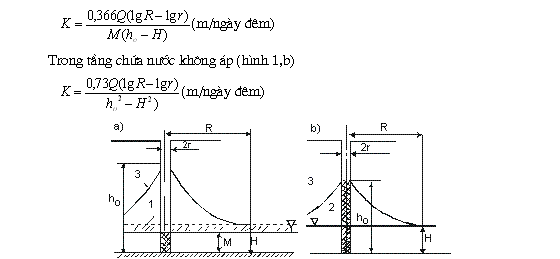 K = 0,366Q(lg R – lg r) / M(h₀ – H) (m/ngày đêm)
Trong tầng chứa nước không áp (hình 1,b)
K = 0,73Q(lg R – lg r) / h₀² – H²) (m/ngày đêm)
a) R b) R
2r 2r
3 3
h₀ 1 2 h₀
M H H